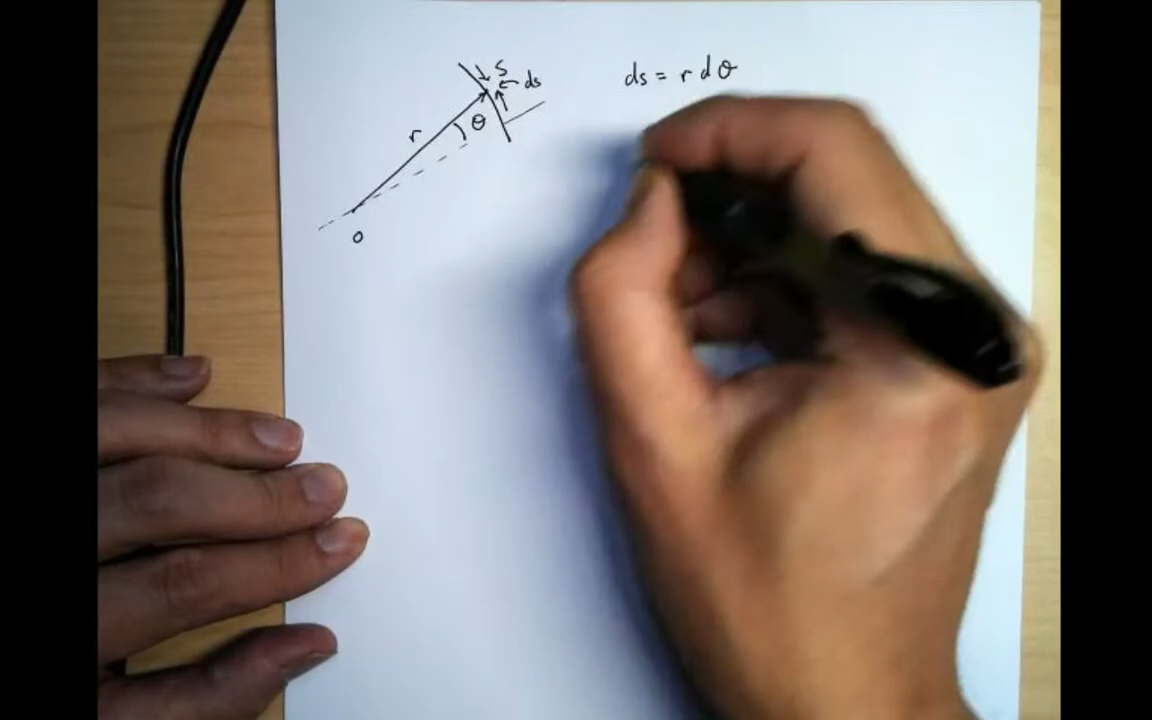 s
ds
r
θ
o
ds = r dθ